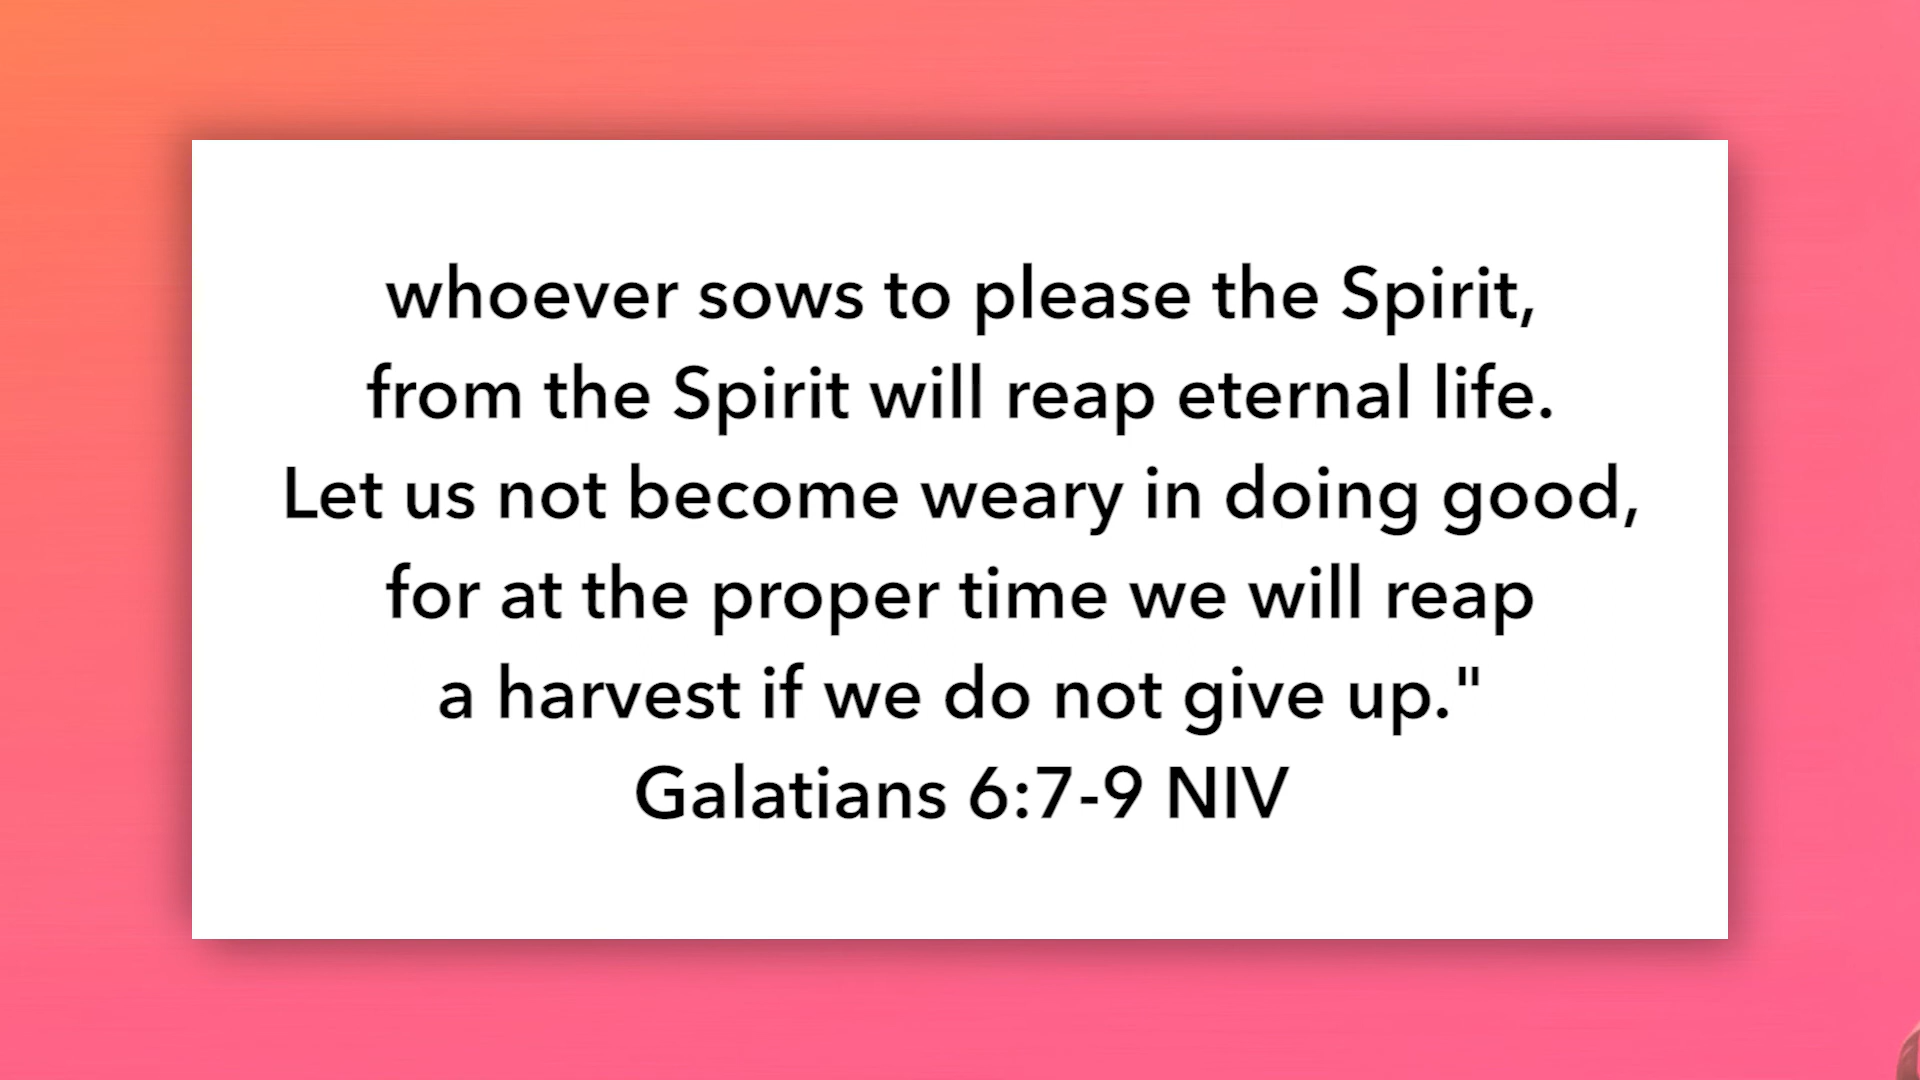 whoever sows to please the Spirit,
from the Spirit will reap eternal life.
Let us not become weary in doing good,
for at the proper time we will reap
a harvest if we do not give up."
Galatians 6:7-9 NIV